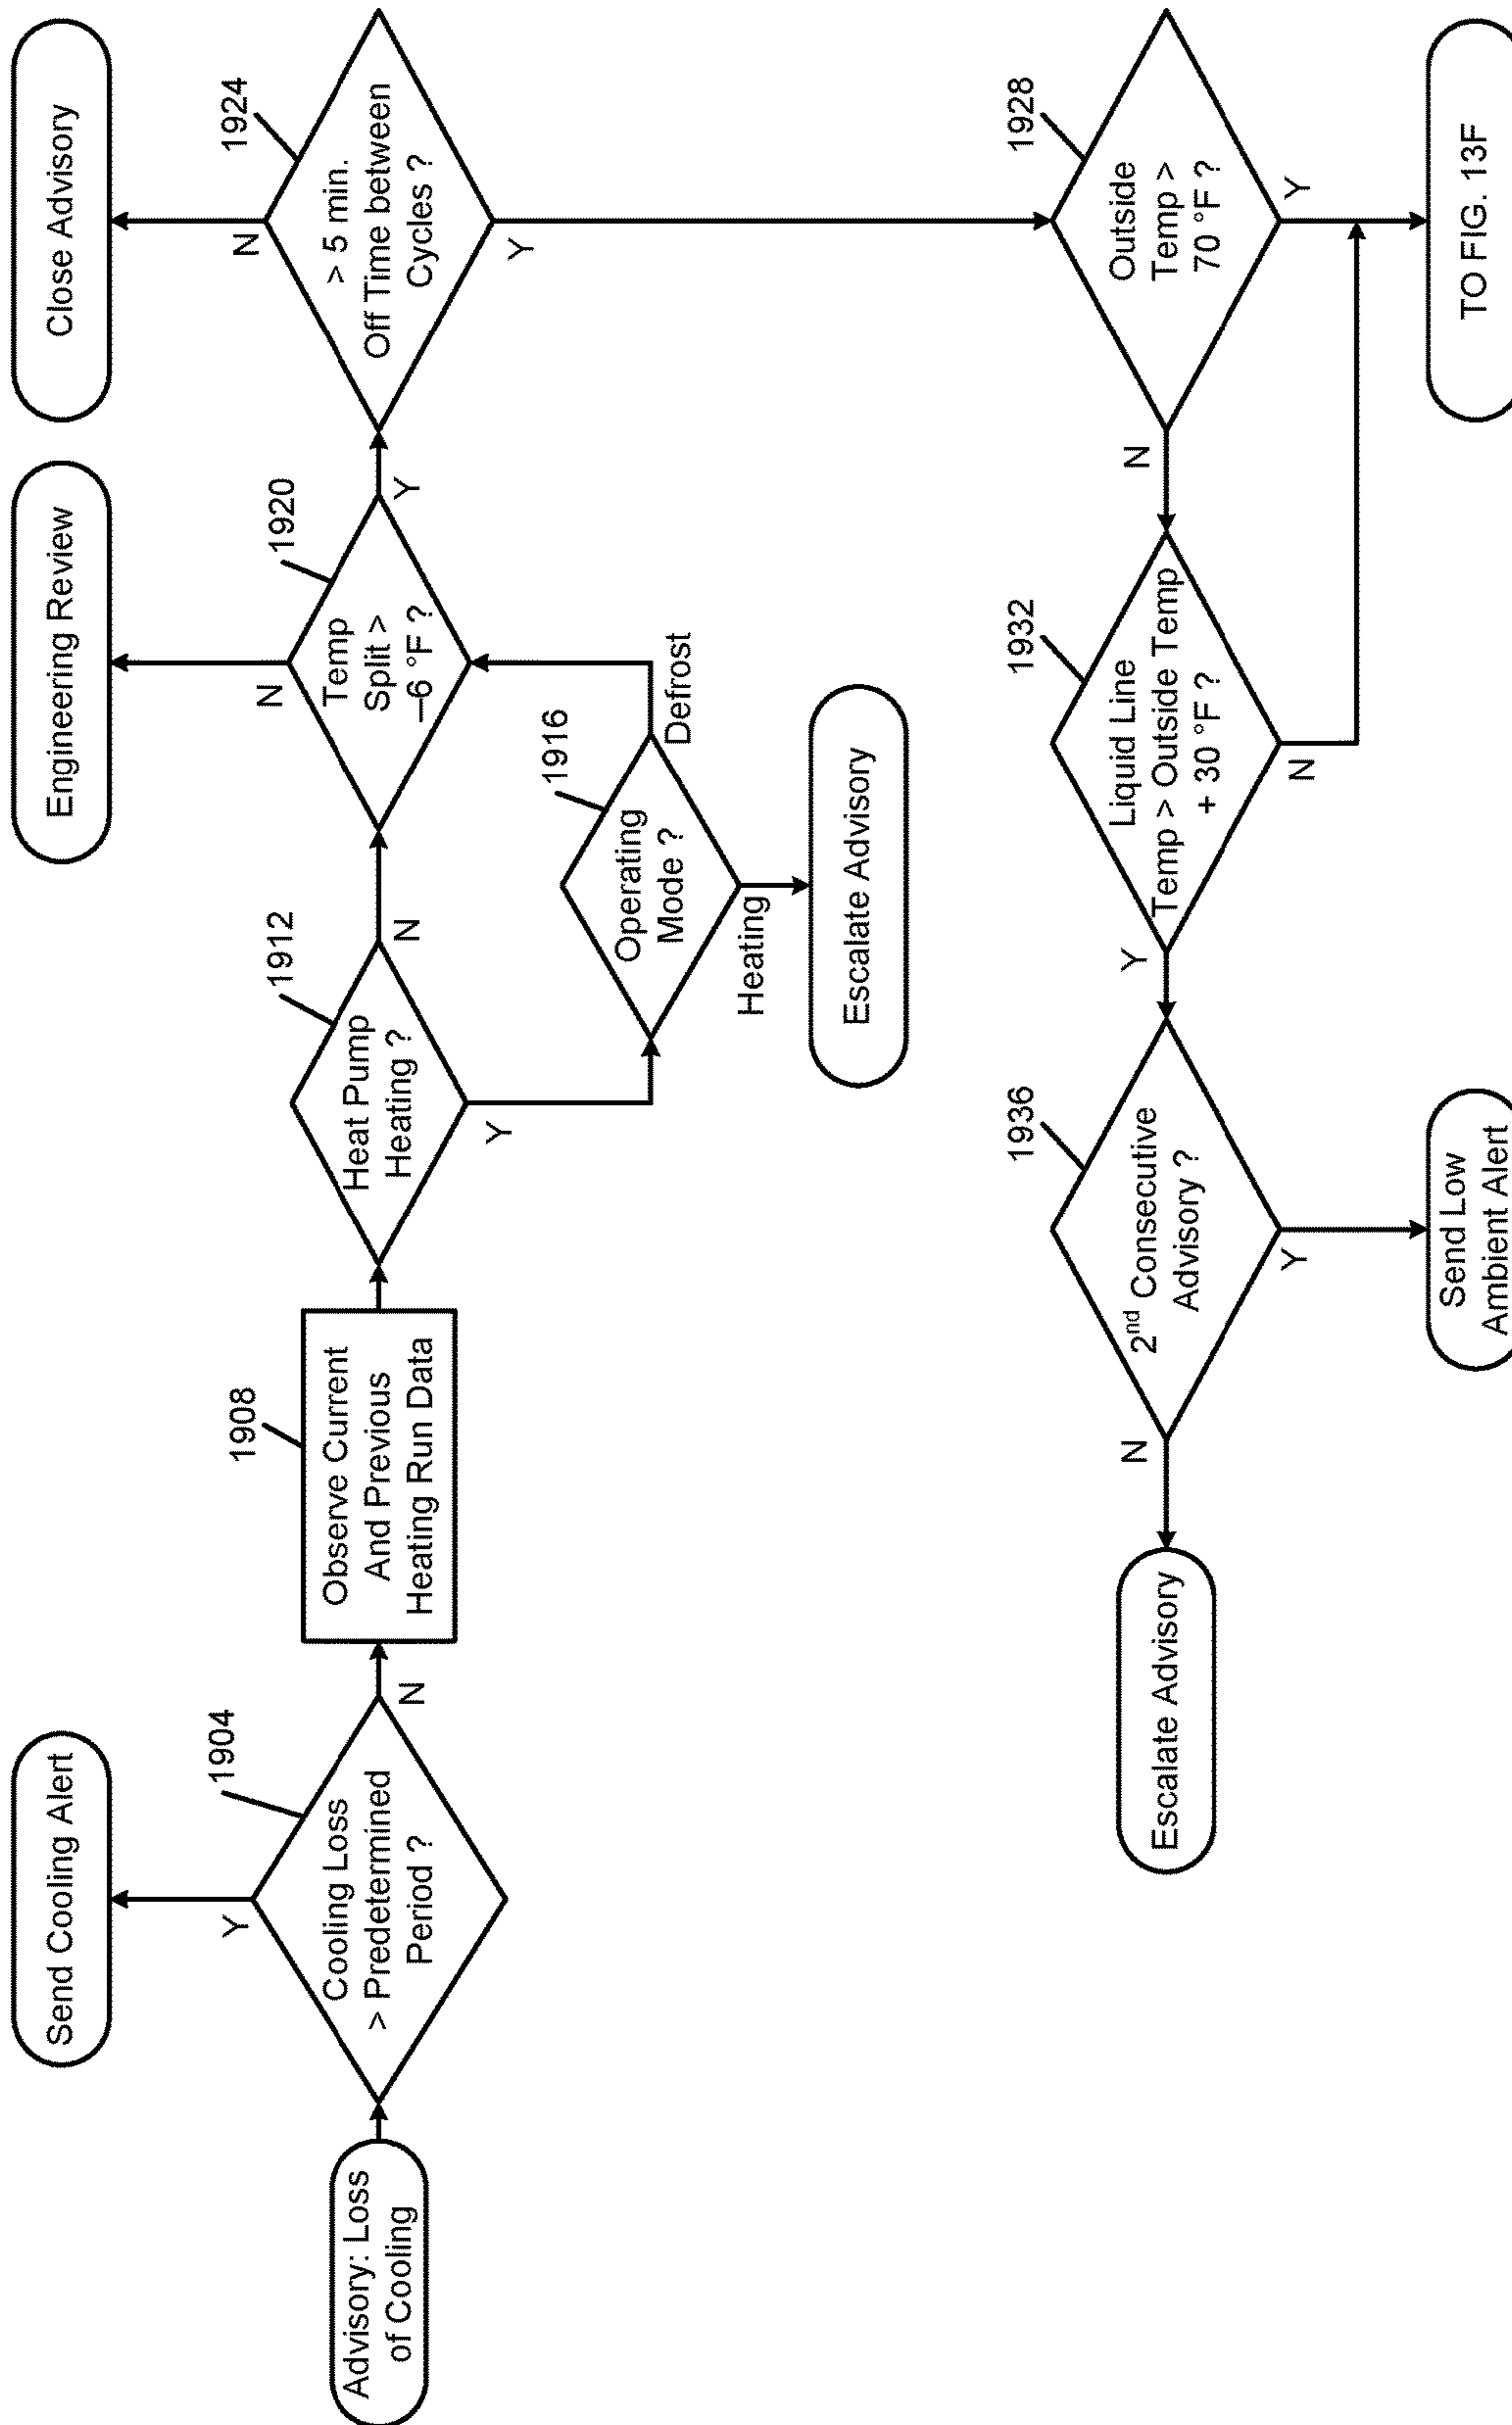 Advisory: Loss
of Cooling
Send Cooling Alert
1904
Y
Cooling Loss
> Predetermined
Period ?
N
1908
Observe Current
And Previous
Heating Run Data
1912
Heat Pump
Heating ?
N
Y
1916
Operating
Mode ?
Defrost
Heating
Escalate Advisory
Engineering Review
1920
N
Temp
Split >
–6 °F ?
Y
Close Advisory
1924
N
> 5 min.
Off Time between
Cycles ?
Y
1928
Outside
Temp >
70 °F ?
N
Y
TO FIG. 13F
1932
Liquid Line
Temp > Outside Temp
+ 30 °F ?
Y
N
1936
2nd Consecutive
Advisory ?
N
Y
Send Low
Ambient Alert
Escalate Advisory